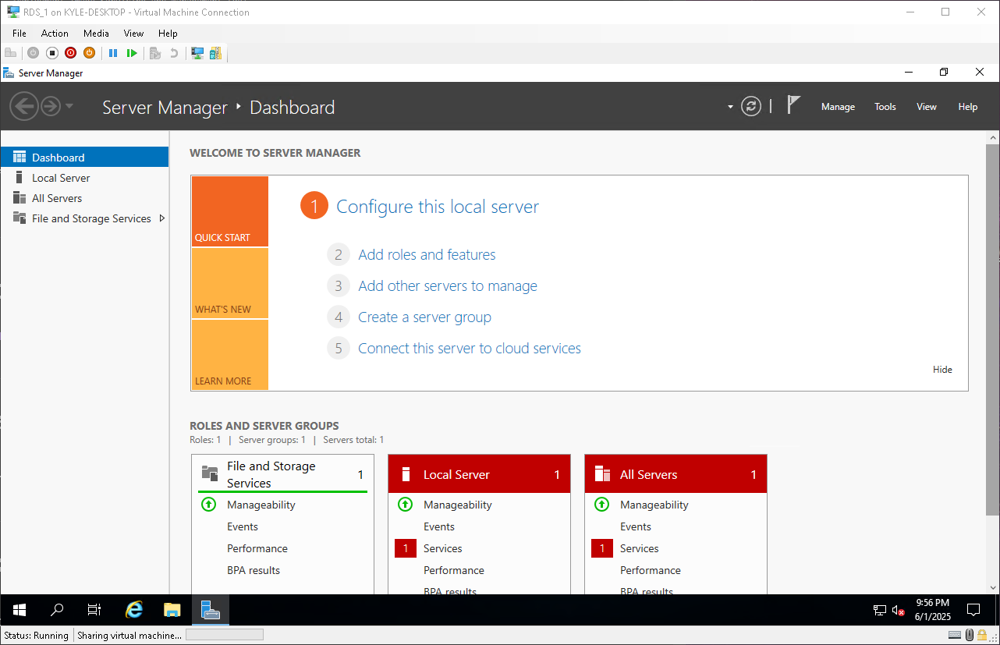 RDS_1 on KYLE-DESKTOP - Virtual Machine Connection
File Action Media View Help
Server Manager
Server Manager Dashboard
Manage Tools View Help
Dashboard
Local Server
All Servers
File and Storage Services
WELCOME TO SERVER MANAGER
QUICK START
WHAT'S NEW
LEARN MORE
1 Configure this local server
2 Add roles and features
3 Add other servers to manage
4 Create a server group
5 Connect this server to cloud services
Hide
ROLES AND SERVER GROUPS
Roles: 1 | Server groups: 1 | Servers total: 1
File and Storage
Services
1
Manageability
Events
Performance
BPA results
Local Server 1
Manageability
Events
1 Services
Performance
BPA results
All Servers 1
Manageability
Events
1 Services
Performance
BPA results
9:56 PM
6/1/2025
Status: Running
Sharing virtual machine...